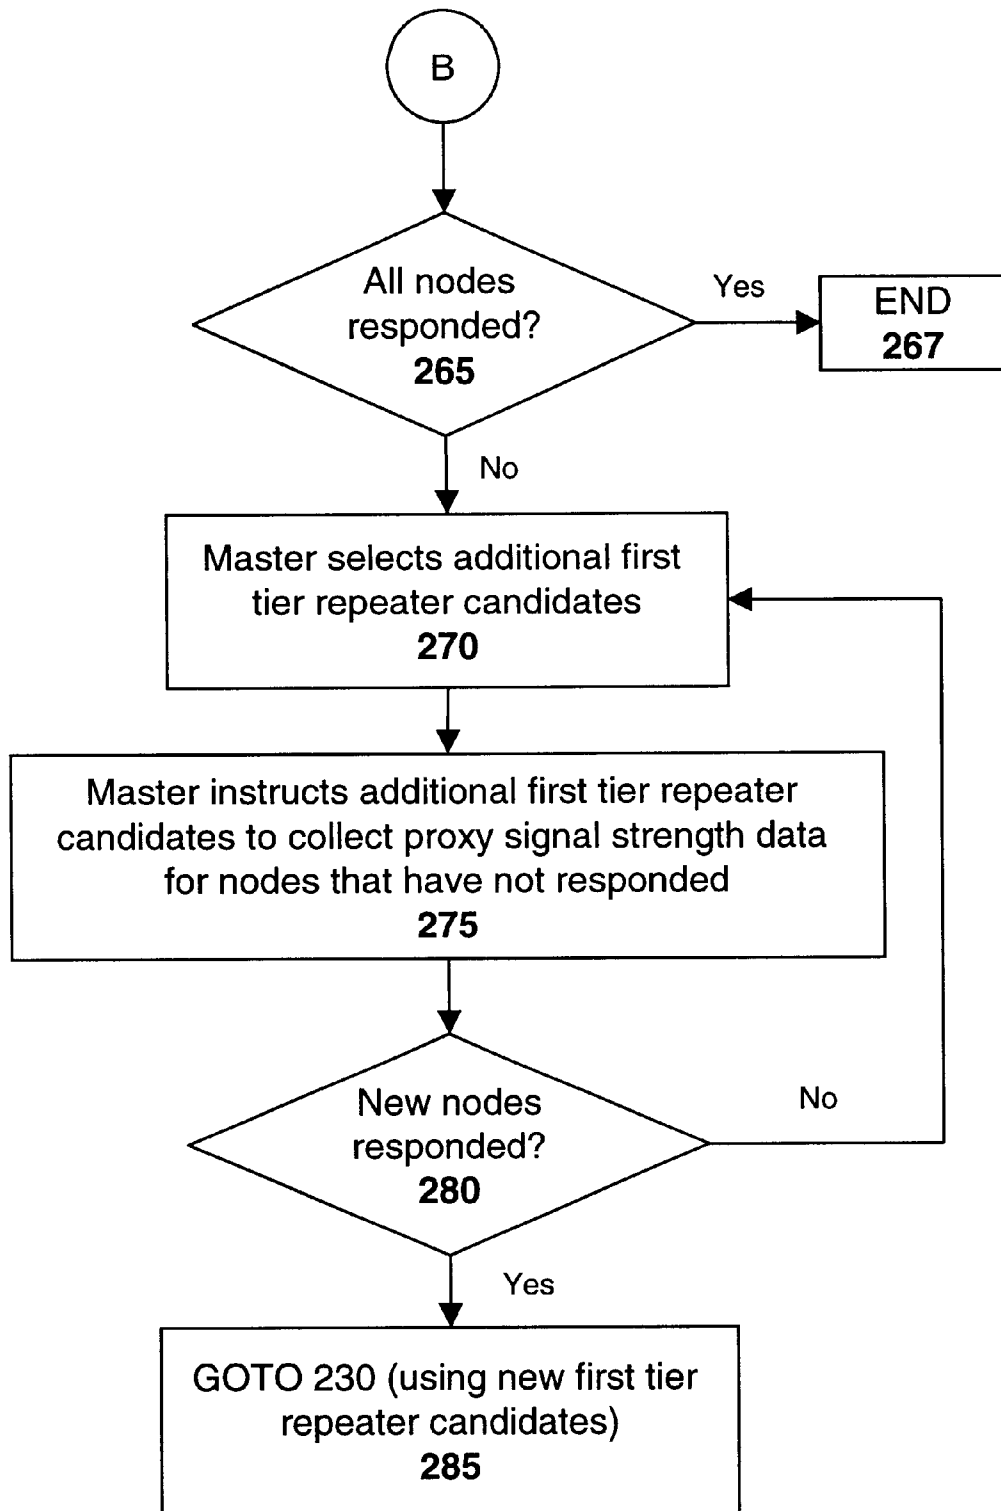 B
All nodes
responded?
265
Yes
END
267
No
Master selects additional first
tier repeater candidates
270
Master instructs additional first tier repeater
candidates to collect proxy signal strength data
for nodes that have not responded
275
New nodes
responded?
280
No
Yes
GOTO 230 (using new first tier
repeater candidates)
285